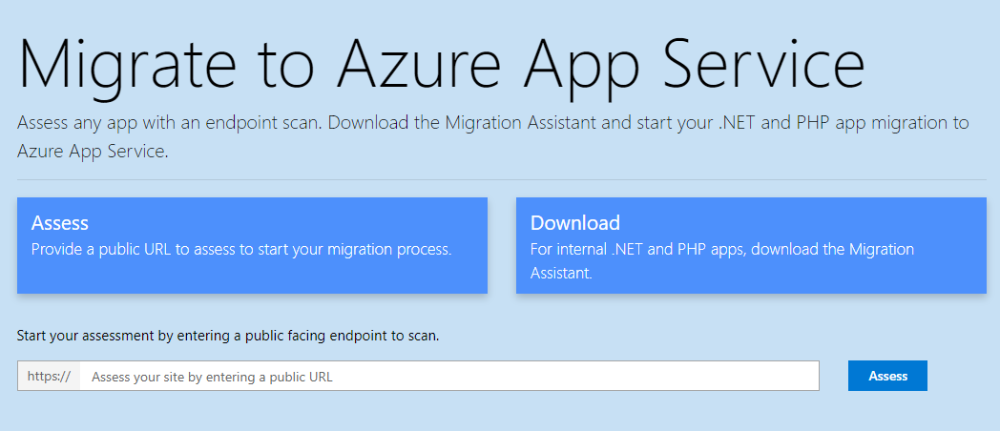 Migrate to Azure App Service
Assess any app with an endpoint scan. Download the Migration Assistant and start your .NET and PHP app migration to
Azure App Service.
Assess
Provide a public URL to assess to start your migration process.
Download
For internal .NET and PHP apps, download the Migration
Assistant.
Start your assessment by entering a public facing endpoint to scan.
https://
Assess your site by entering a public URL
Assess